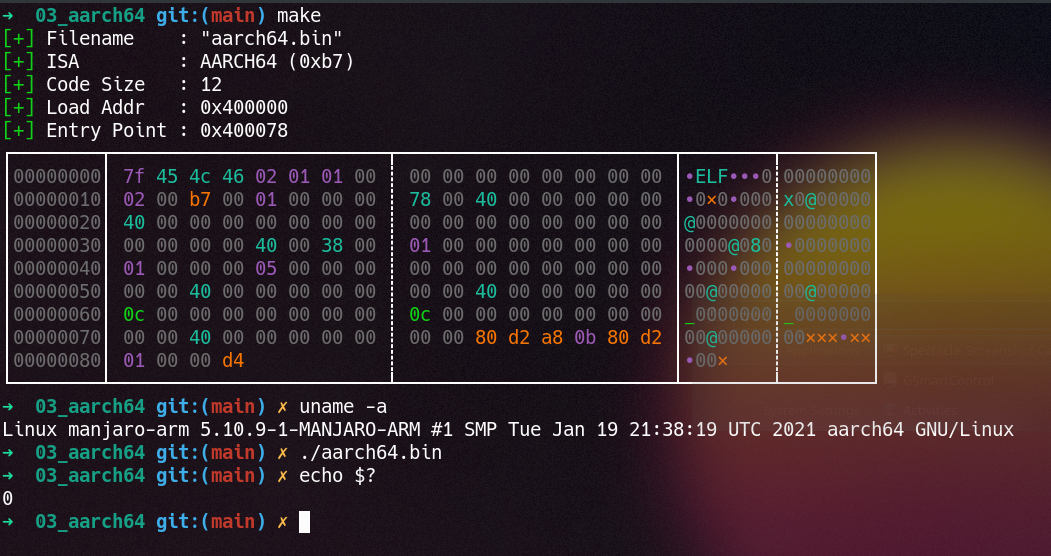 → 03_aarch64 git:(main) make
[+] Filename : "aarch64.bin"
[+] ISA : AARCH64 (0xb7)
[+] Code Size : 12
[+] Load Addr : 0x400000
[+] Entry Point : 0x400078
00000000 7f 45 4c 46 02 01 01 00 00 00 00 00 00 00 00 00 •ELF•••0 00000000
00000010 02 00 b7 00 01 00 00 00 78 00 40 00 00 00 00 00 •0×0•000 x0@00000
00000020 40 00 00 00 00 00 00 00 00 00 00 00 00 00 00 00 @0000000 00000000
00000030 00 00 00 00 40 00 38 00 01 00 00 00 00 00 00 00 0000@080 •0000000
00000040 01 00 00 00 05 00 00 00 00 00 00 00 00 00 00 00 •000•000 00000000
00000050 00 00 40 00 00 00 00 00 00 00 40 00 00 00 00 00 00@00000 00@00000
00000060 0c 00 00 00 00 00 00 00 0c 00 00 00 00 00 00 00 _0000000 _0000000
00000070 00 00 40 00 00 00 00 00 00 00 80 d2 a8 0b 80 d2 00@00000 00×××•××
00000080 01 00 00 d4 •00×
→ 03_aarch64 git:(main) ✗ uname -a
Linux manjaro-arm 5.10.9-1-MANJARO-ARM #1 SMP Tue Jan 19 21:38:19 UTC 2021 aarch64 GNU/Linux
→ 03_aarch64 git:(main) ✗ ./aarch64.bin
→ 03_aarch64 git:(main) ✗ echo $?
0
→ 03_aarch64 git:(main) ✗